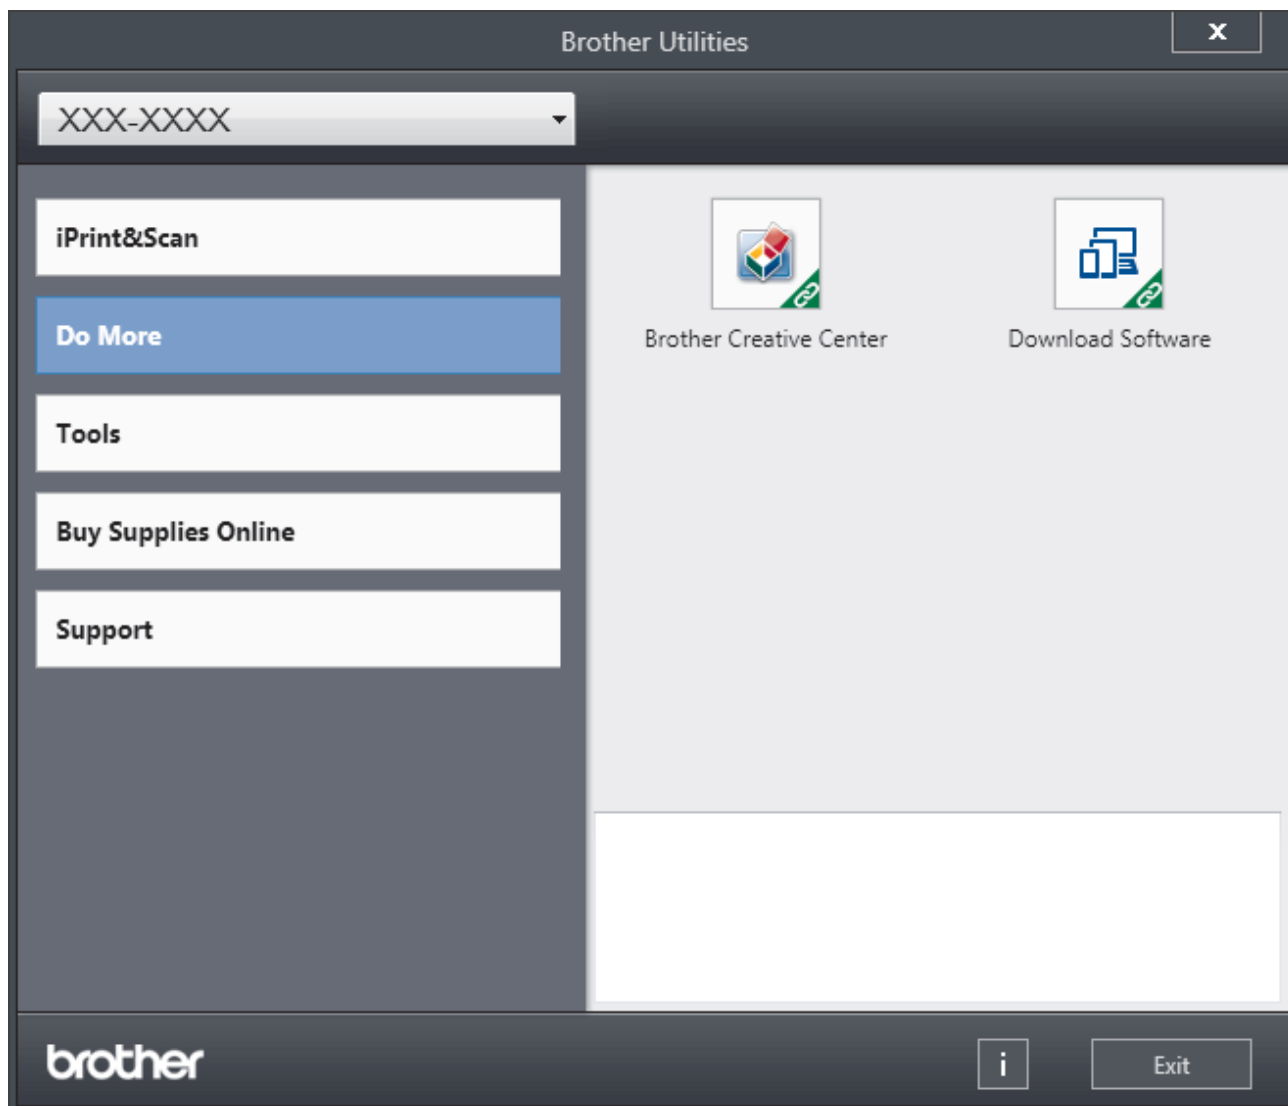 Brother Utilities
x
XXX-XXXX
iPrint&Scan
Do More
Tools
Buy Supplies Online
Support
Brother Creative Center
Download Software
brother
i
Exit